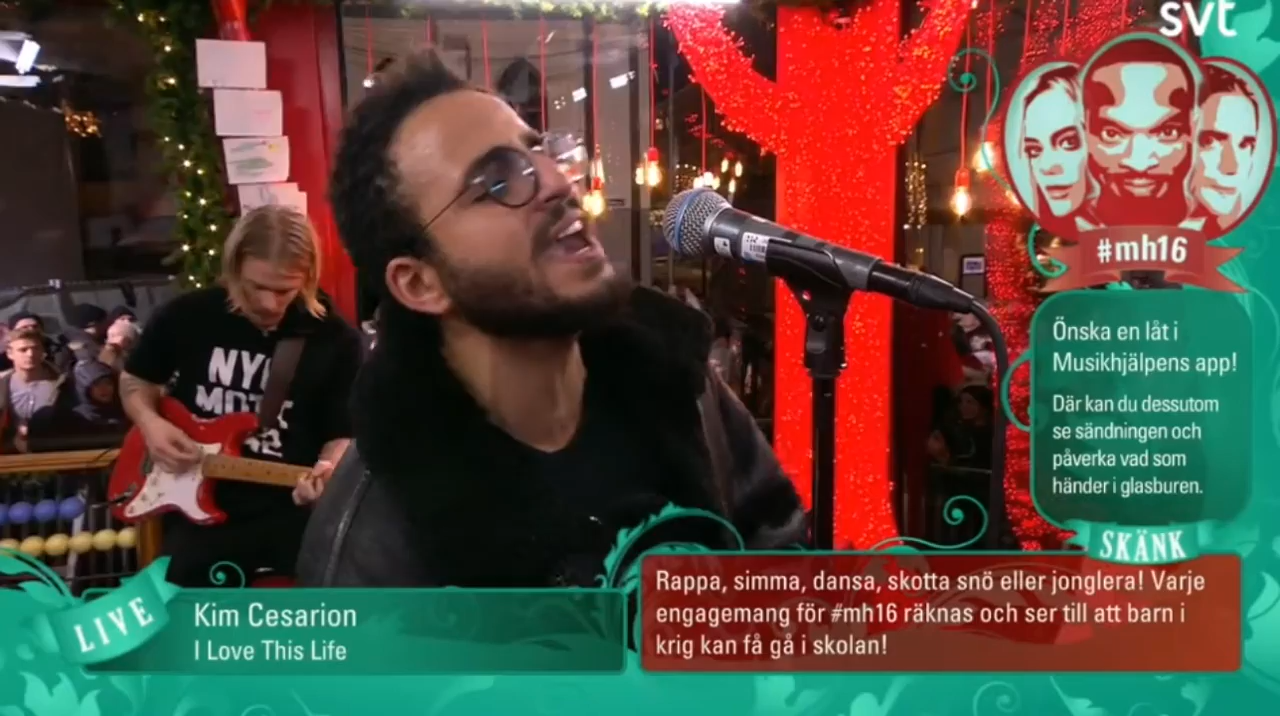 svt
#mh16
Önska en låt i
Musikhjälpens app!
Där kan du dessutom
se sändningen och
påverka vad som
händer i glasburen.
SKÄNK
Rappa, simma, dansa, skotta snö eller jonglera! Varje
engagemang för #mh16 räknas och ser till att barn i
krig kan få gå i skolan!
LIVE
Kim Cesarion
I Love This Life